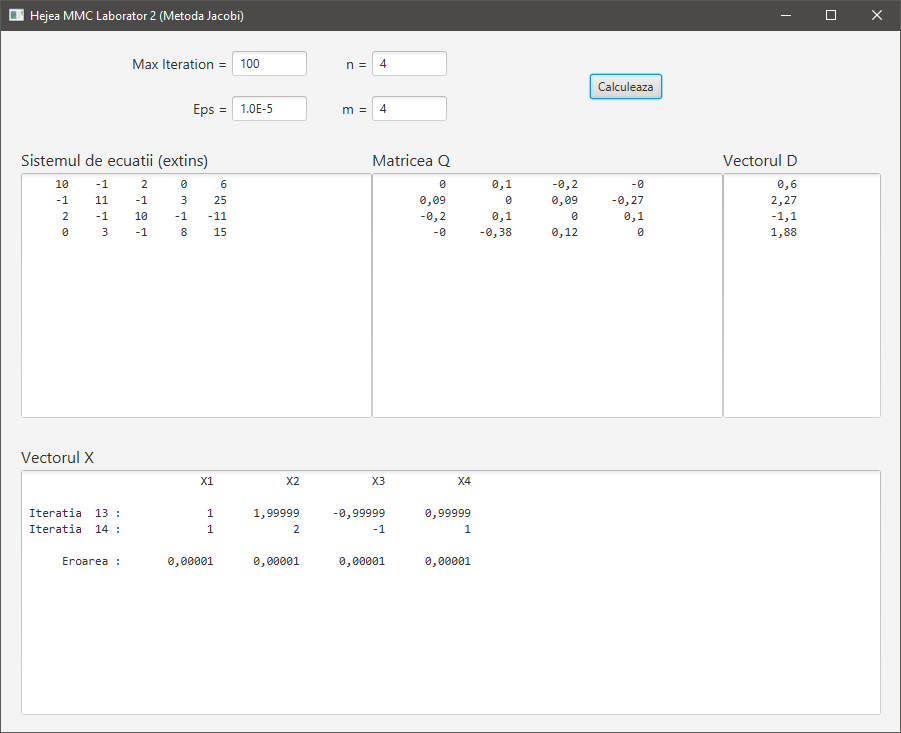 Hejea MMC Laborator 2 (Metoda Jacobi)
Max Iteration = 100 n = 4
Calculeaza
Eps = 1.0E-5 m = 4
Sistemul de ecuatii (extins) Matricea Q Vectorul D
10 -1 2 0 6 0 0,1 -0,2 -0 0,6
-1 11 -1 3 25 0,09 0 0,09 -0,27 2,27
2 -1 10 -1 -11 -0,2 0,1 0 0,1 -1,1
0 3 -1 8 15 -0 -0,38 0,12 0 1,88
Vectorul X
X1 X2 X3 X4
Iteratia 13 : 1 1,99999 -0,99999 0,99999
Iteratia 14 : 1 2 -1 1
Eroarea : 0,00001 0,00001 0,00001 0,00001